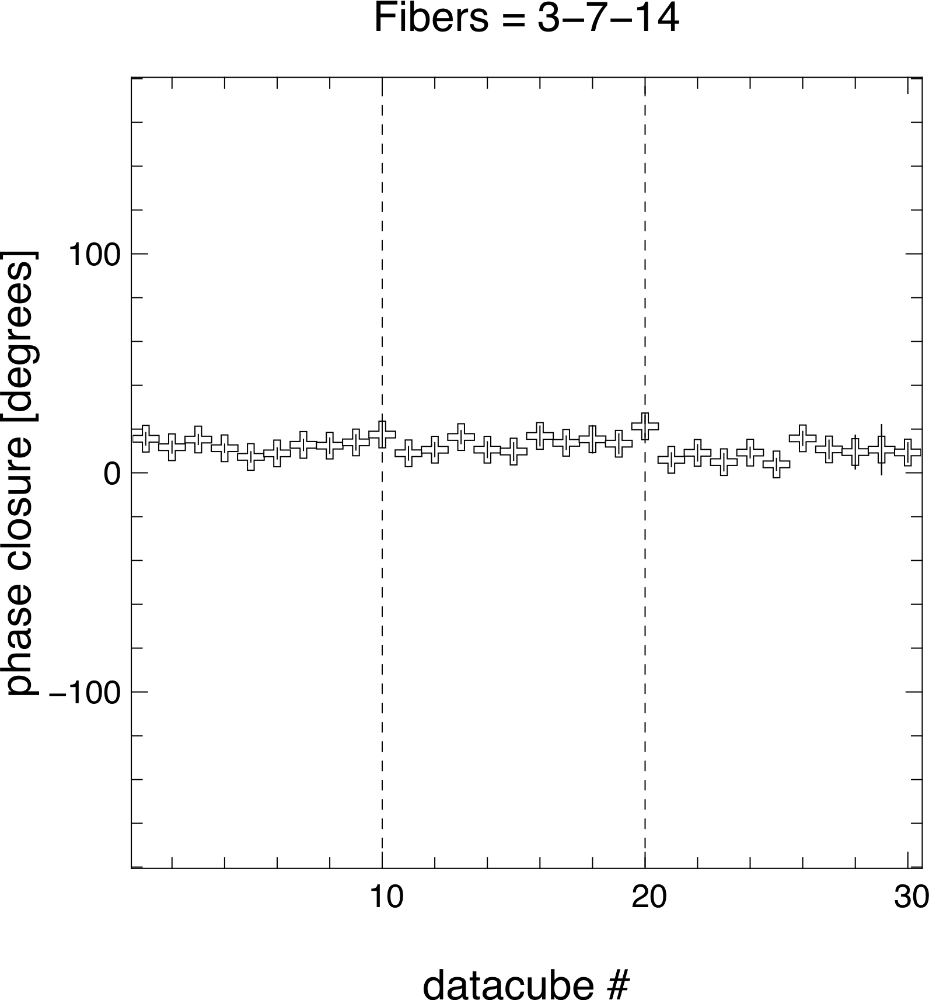 Fibers = 3−7−14
phase closure [degrees]
100
0
−100
10
20
30
datacube #